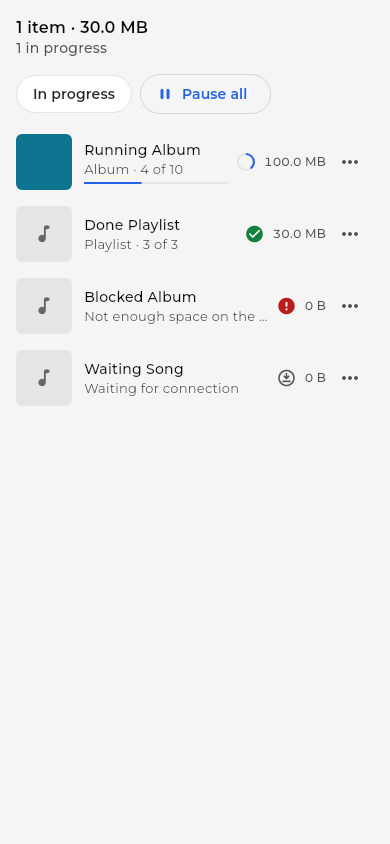 1 item · 30.0 MB
1 in progress
In progress
Pause all
Running Album
Album · 4 of 10
100.0 MB
Done Playlist
Playlist · 3 of 3
30.0 MB
Blocked Album
Not enough space on the ...
0 B
Waiting Song
Waiting for connection
0 B